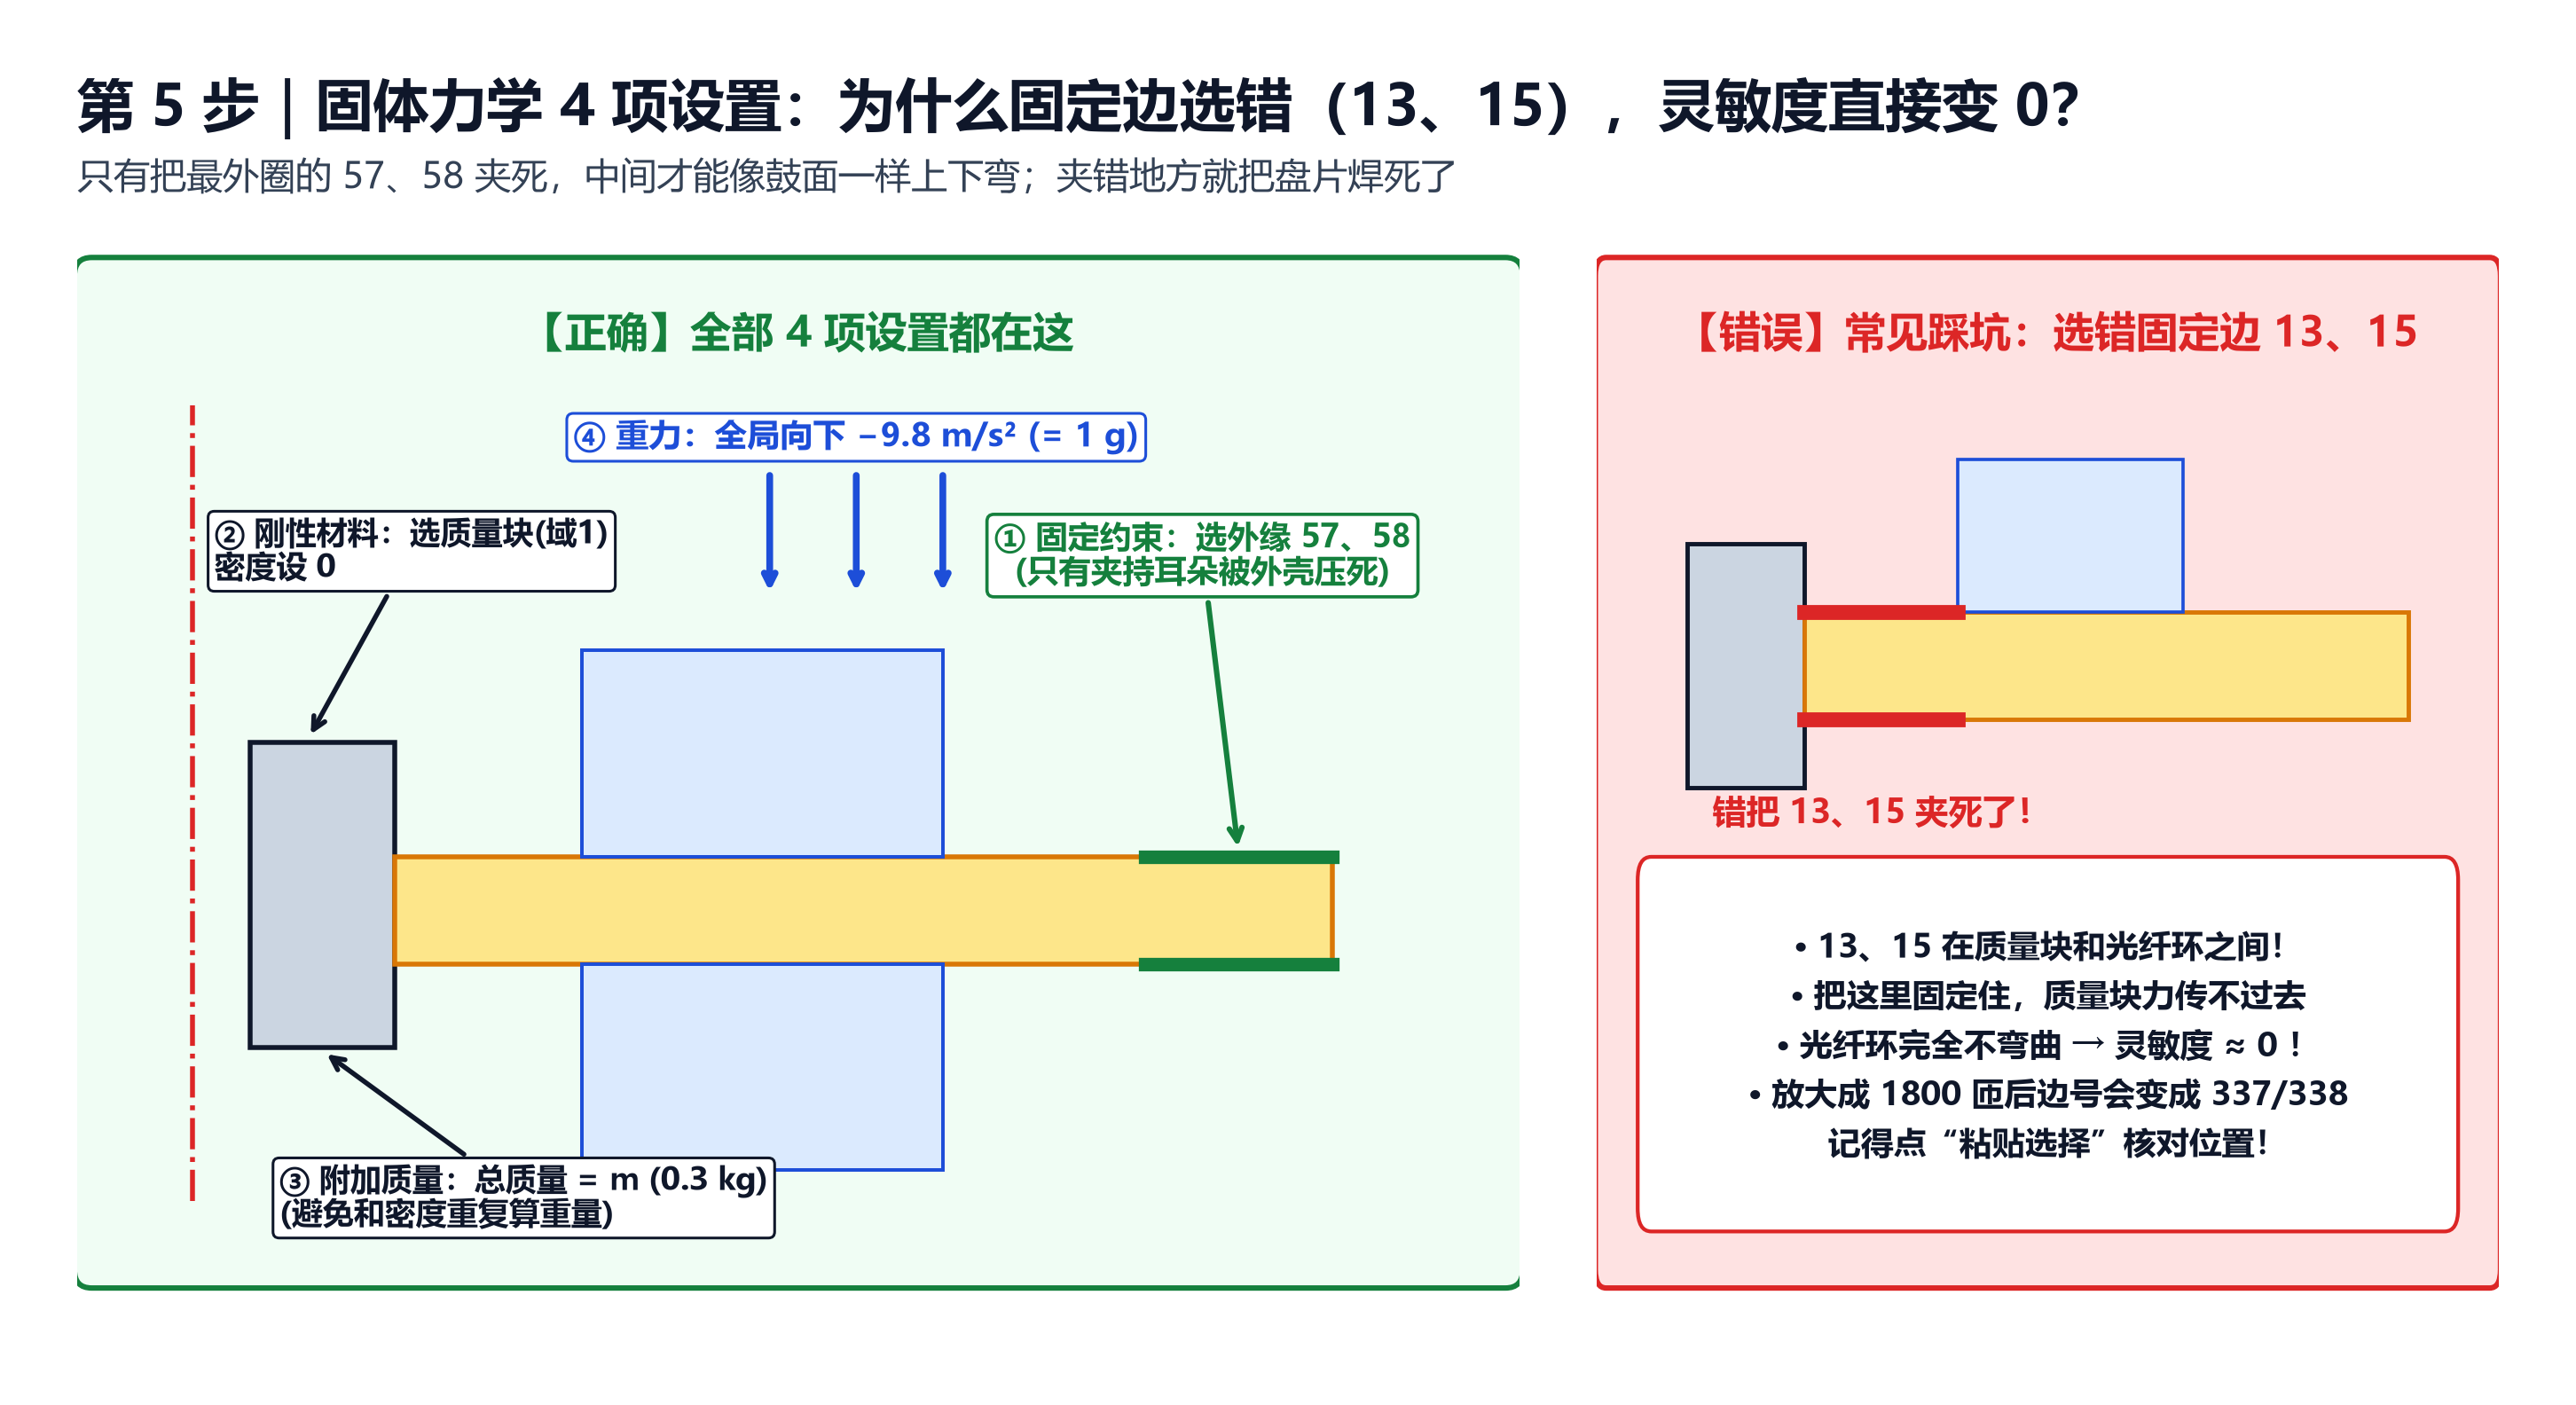 第 5 步｜固体力学 4 项设置：为什么固定边选错（13、15），灵敏度直接变 0？
只有把最外圈的 57、58 夹死，中间才能像鼓面一样上下弯；夹错地方就把盘片焊死了
【正确】全部 4 项设置都在这
④ 重力：全局向下 −9.8 m/s² (= 1 g)
② 刚性材料：选质量块(域1)
密度设 0
① 固定约束：选外缘 57、58
(只有夹持耳朵被外壳压死)
③ 附加质量：总质量 = m (0.3 kg)
(避免和密度重复算重量)
【错误】常见踩坑：选错固定边 13、15
错把 13、15 夹死了！
• 13、15 在质量块和光纤环之间！
• 把这里固定住，质量块力传不过去
• 光纤环完全不弯曲 → 灵敏度 ≈ 0 ！
• 放大成 1800 匝后边号会变成 337/338
记得点“粘贴选择”核对位置！